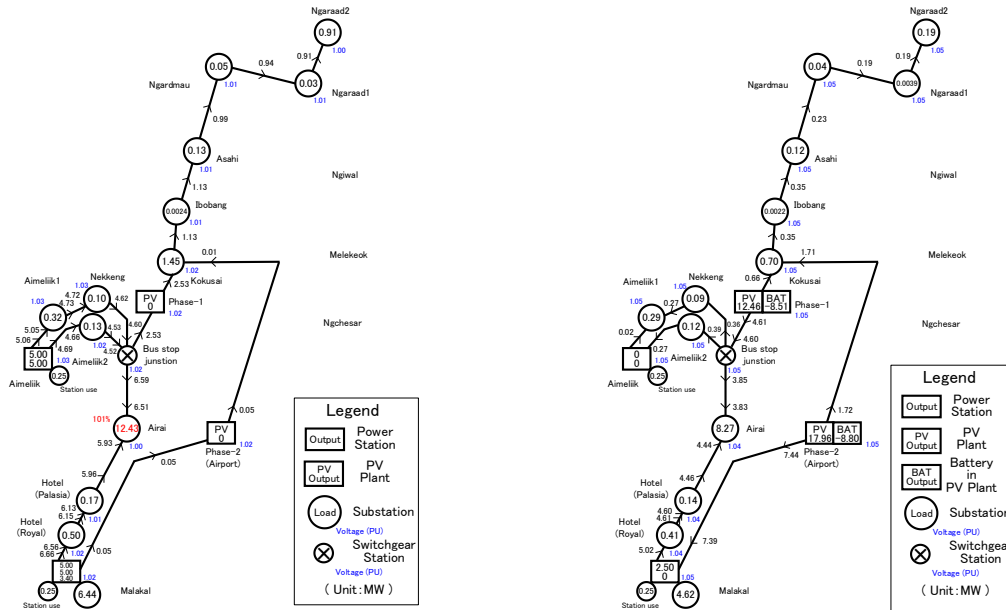 Ngaraad2
0.91
1.00
0.91
0.94
0.05
Ngardmau
1.01
0.03
Ngaraad1
1.01
0.99
0.13
Asahi
1.01
Ngiwal
1.13
Ibobang
0.0024
1.01
1.13
0.01
Melekeok
1.45
1.02
Kokusai
2.53
Aimeliik1
Nekkeng
1.03
1.03
4.72
4.73
0.10
4.62
PV
0
Phase-1
1.02
0.32
0.13
4.53
4.60
2.53
Ngchesar
5.05
5.06
4.66
4.69
1.02
4.52
Bus stop
junstion
5.00
5.00
1.03
Aimeliik2
1.02
Aimeliik
0.25
Station use
6.59
6.51
101%
12.43
Airai
1.00
5.93
PV
0
1.02
0.05
Phase-2
(Airport)
0.05
5.96
Hotel
(Palasia)
0.17
1.01
6.13
6.15
Hotel
(Royal)
0.50
1.02
6.56
6.66
0.05
5.00
5.00
3.40
1.02
0.25
Station use
6.44
Malakal
Legend
Output
Power
Station
PV
Output
PV
Plant
Load
Substation
Voltage (PU)
Switchgear
Station
Voltage (PU)
( Unit:MW )
Ngaraad2
0.19
1.05
0.19
0.19
0.04
Ngardmau
1.05
0.0039
Ngaraad1
1.05
0.23
0.12
Asahi
1.05
Ngiwal
0.35
Ibobang
0.0022
1.05
0.35
1.71
Melekeok
0.70
1.05
Kokusai
0.66
Aimeliik1
Nekkeng
1.05
1.05
0.27
0.09
PV
12.46
BAT
-8.51
Phase-1
1.05
0.29
0.12
0.39
0.36
4.61
4.60
Ngchesar
0.02
0.27
1.05
Bus stop
junstion
0
0
Aimeliik2
1.05
Aimeliik
0.25
Station use
3.85
3.83
8.27
Airai
1.04
4.44
PV
17.96
BAT
-8.80
1.05
1.72
7.44
Phase-2
(Airport)
4.46
Hotel
(Palasia)
0.14
1.04
4.60
4.61
Hotel
(Royal)
0.41
1.04
5.02
7.39
2.50
0
1.05
0.25
Station use
4.62
Malakal
Legend
Output
Power
Station
PV
Output
PV
Plant
BAT
Output
Battery
in
PV Plant
Load
Substation
Voltage (PU)
Switchgear
Station
Voltage (PU)
( Unit:MW )